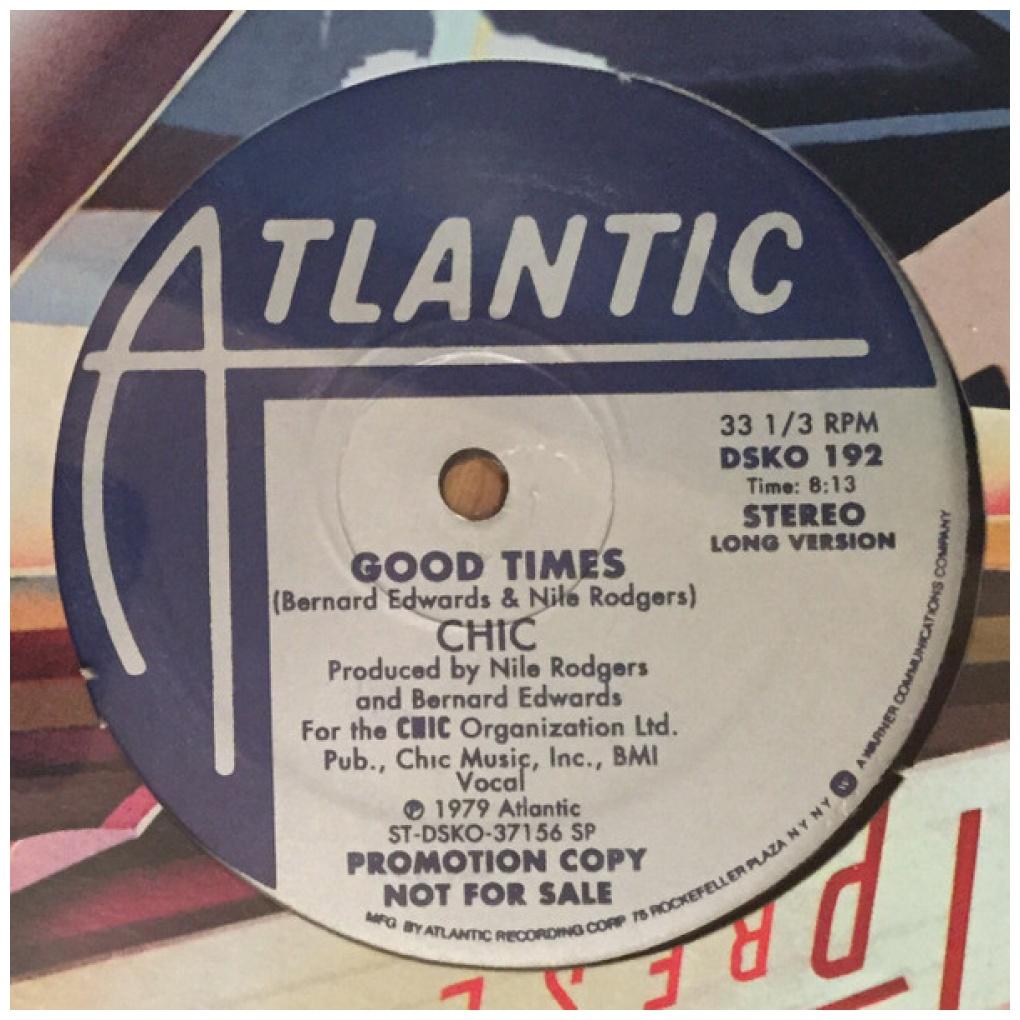 ATLANTIC
33 1/3 RPM
DSKO 192
Time: 8:13
STEREO
LONG VERSION
GOOD TIMES
(Bernard Edwards & Nile Rodgers)
CHIC
Produced by Nile Rodgers
and Bernard Edwards
For the CHIC Organization Ltd.
Pub., Chic Music, Inc., BMI
Vocal
℗ 1979 Atlantic
ST-DSKO-37156 SP
PROMOTION COPY
NOT FOR SALE
MFG BY ATLANTIC RECORDING CORP 75 ROCKEFELLER PLAZA N Y N Y A WARNER COMMUNICATIONS COMPANY